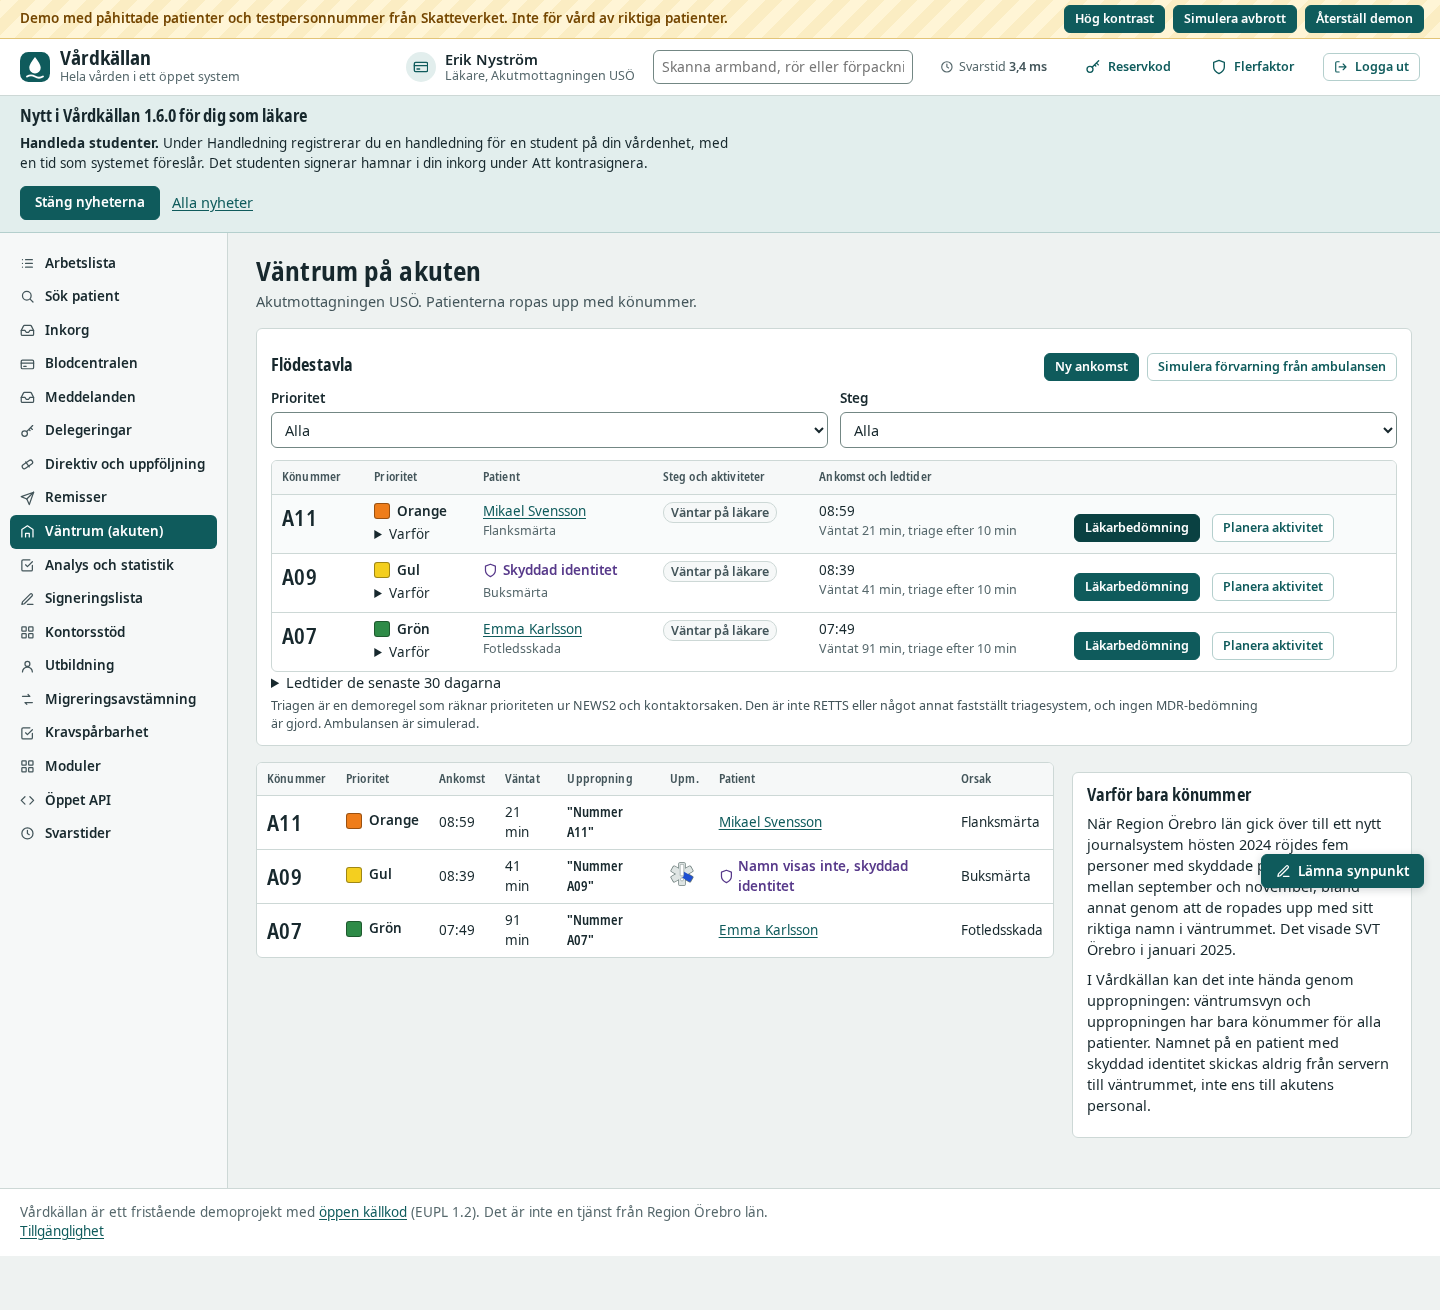 Demo med påhittade patienter och testpersonnummer från Skatteverket. Inte för vård av riktiga patienter.
Hög kontrast
Simulera avbrott
Återställ demon
Vårdkällan
Hela vården i ett öppet system
Erik Nyström
Läkare, Akutmottagningen USÖ
Skanna armband, rör eller förpackni
Svarstid 3,4 ms
Reservkod
Flerfaktor
Logga ut
Nytt i Vårdkällan 1.6.0 för dig som läkare
Handleda studenter. Under Handledning registrerar du en handledning för en student på din vårdenhet, med
en tid som systemet föreslår. Det studenten signerar hamnar i din inkorg under Att kontrasignera.
Stäng nyheterna
Alla nyheter
Arbetslista
Sök patient
Inkorg
Blodcentralen
Meddelanden
Delegeringar
Direktiv och uppföljning
Remisser
Väntrum (akuten)
Analys och statistik
Signeringslista
Kontorsstöd
Utbildning
Migreringsavstämning
Kravspårbarhet
Moduler
Öppet API
Svarstider
Väntrum på akuten
Akutmottagningen USÖ. Patienterna ropas upp med könummer.
Flödestavla
Ny ankomst
Simulera förvarning från ambulansen
Prioritet
Steg
Alla
Alla
Könummer Prioritet Patient Steg och aktiviteter Ankomst och ledtider
A11 Orange Mikael Svensson Väntar på läkare 08:59 Läkarbedömning Planera aktivitet
Varför Flanksmärta Väntat 21 min, triage efter 10 min
A09 Gul Skyddad identitet Väntar på läkare 08:39 Läkarbedömning Planera aktivitet
Varför Buksmärta Väntat 41 min, triage efter 10 min
A07 Grön Emma Karlsson Väntar på läkare 07:49 Läkarbedömning Planera aktivitet
Varför Fotledsskada Väntat 91 min, triage efter 10 min
Ledtider de senaste 30 dagarna
Triagen är en demoregel som räknar prioriteten ur NEWS2 och kontaktorsaken. Den är inte RETTS eller något annat fastställt triagesystem, och ingen MDR-bedömning
är gjord. Ambulansen är simulerad.
Könummer Prioritet Ankomst Väntat Uppropning Upm. Patient Orsak
A11 Orange 08:59 21 min "Nummer A11" Mikael Svensson Flanksmärta
A09 Gul 08:39 41 min "Nummer A09" Namn visas inte, skyddad identitet Buksmärta
A07 Grön 07:49 91 min "Nummer A07" Emma Karlsson Fotledsskada
Varför bara könummer
När Region Örebro län gick över till ett nytt
journalsystem hösten 2024 röjdes fem
personer med skyddade
mellan september och november, bland
annat genom att de ropades upp med sitt
riktiga namn i väntrummet. Det visade SVT
Örebro i januari 2025.
I Vårdkällan kan det inte hända genom
uppropningen: väntrumsvyn och
uppropningen har bara könummer för alla
patienter. Namnet på en patient med
skyddad identitet skickas aldrig från servern
till väntrummet, inte ens till akutens
personal.
Lämna synpunkt
Vårdkällan är ett fristående demoprojekt med öppen källkod (EUPL 1.2). Det är inte en tjänst från Region Örebro län.
Tillgänglighet